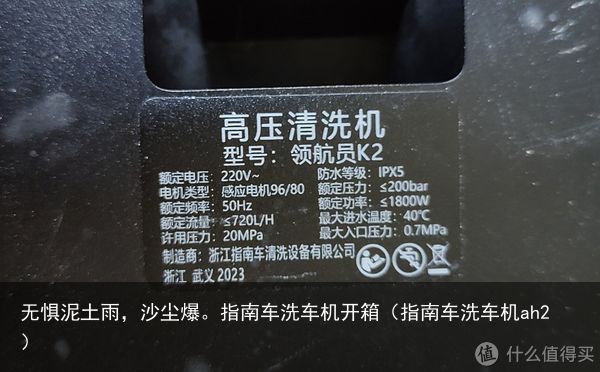 高压清洗机
型号：领航员K2
额定电压：220V~ 防水等级：IPX5
电机类型：感应电机96/80 额定压力：≤200bar
额定频率：50Hz 额定功率：≤1800W
额定流量：≤720L/H 最大进水温度：40℃
许用压力：20MPa 最大入口压力：0.7MPa
制造商：浙江指南车清洗设备有限公司
浙江 武义 2023
无惧泥土雨，沙尘爆。指南车洗车机开箱（指南车洗车机ah2
）
值 什么值得买